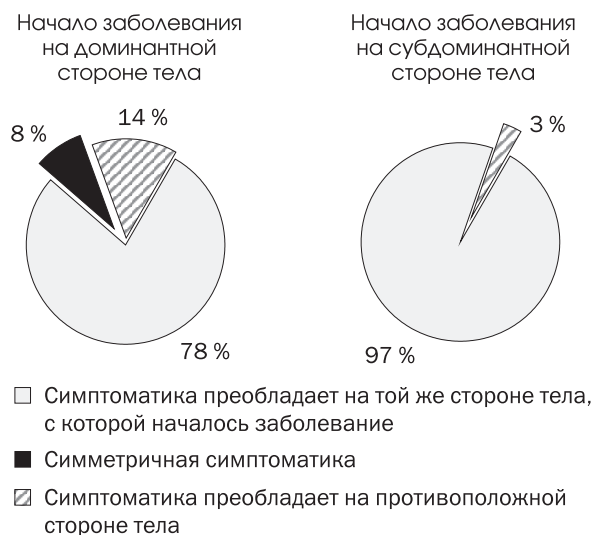 Начало заболевания
на доминантной
стороне тела
Начало заболевания
на субдоминантной
стороне тела
8 %
14 %
78 %
3 %
97 %
Симптоматика преобладает на той же стороне тела,
с которой началось заболевание
Симметричная симптоматика
Симптоматика преобладает на противоположной
стороне тела